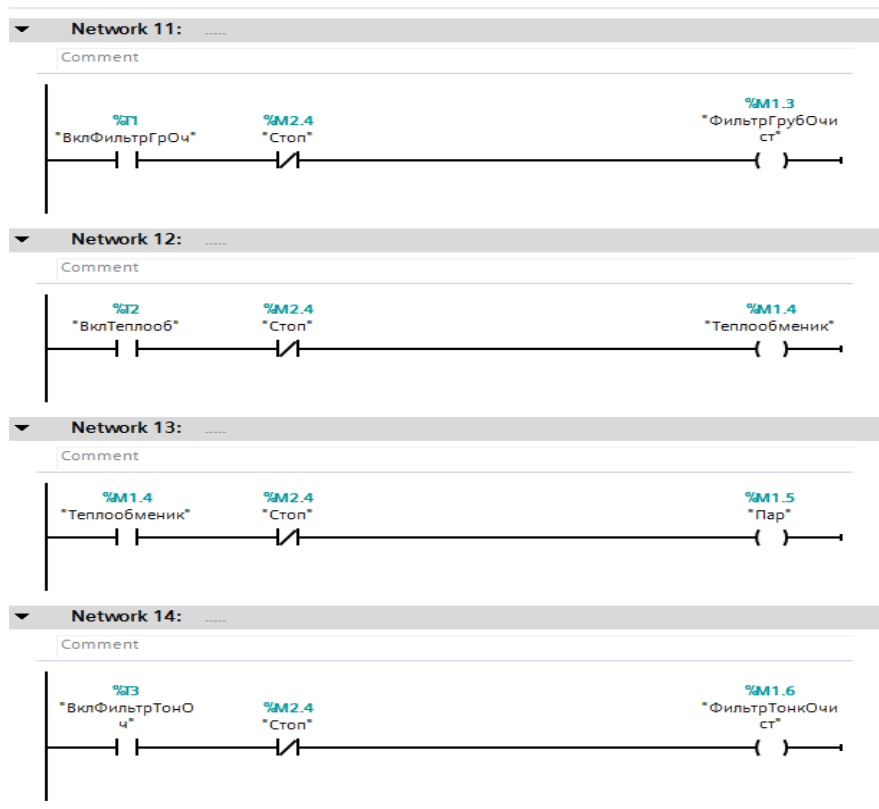 Network 11: .....
Comment
%M1.3
%T1 %M2.4 "ФильтрГрубОчи
"ВклФильтрГрОч" "Стоп" ст"
Network 12: .....
Comment
%T2 %M2.4 %M1.4
"ВклТеплооб" "Стоп" "Теплообменик"
Network 13: .....
Comment
%M1.4 %M2.4 %M1.5
"Теплообменик" "Стоп" "Пар"
Network 14: .....
Comment
%T3 %M1.6
"ВклФильтрТонО %M2.4 "ФильтрТонкОчи
ч" "Стоп" ст"